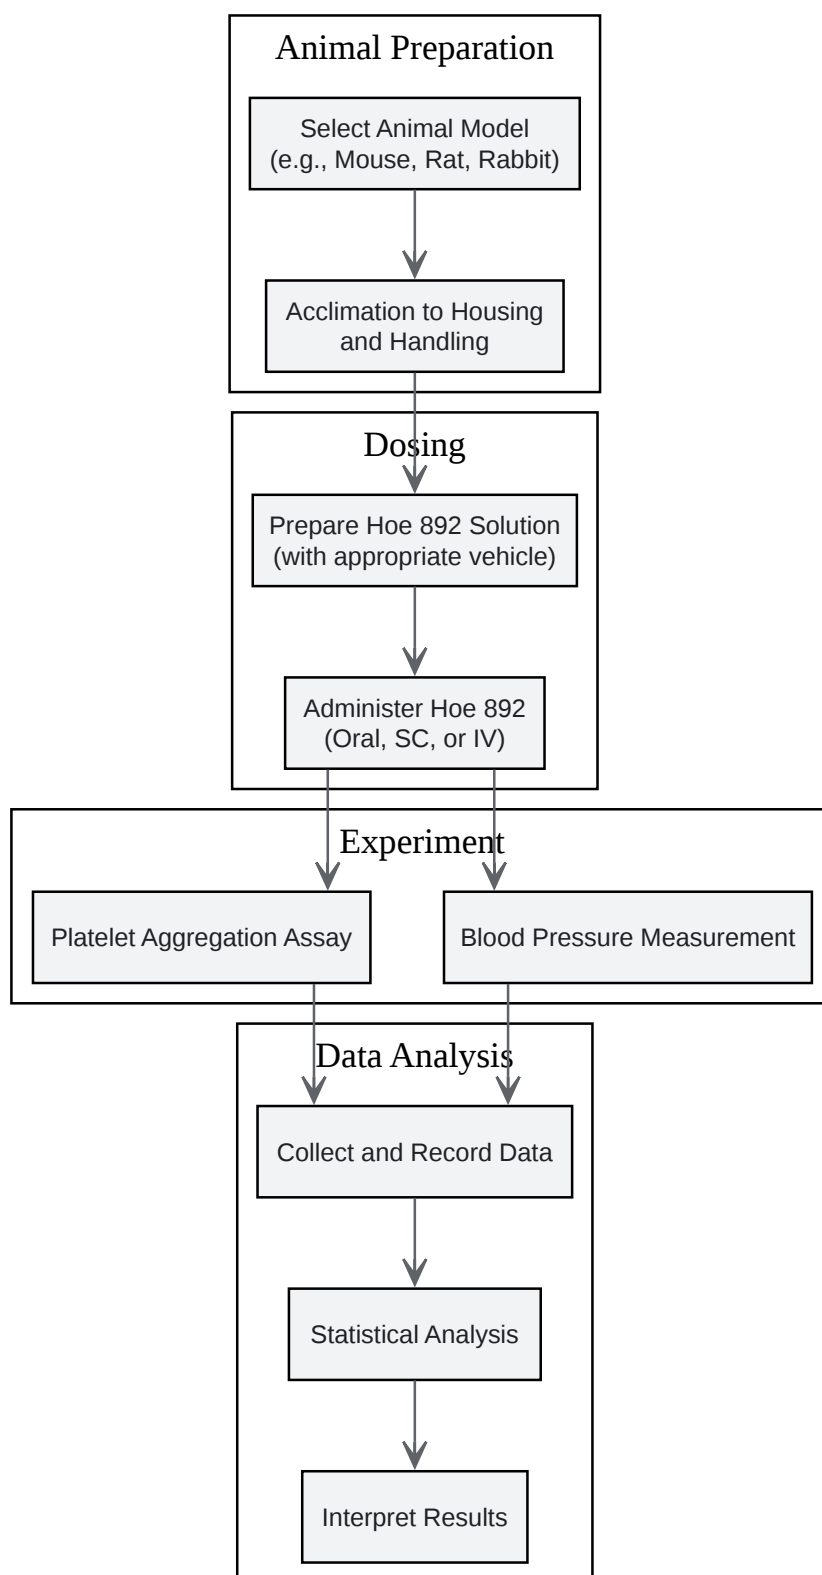 Animal Preparation
Select Animal Model
(e.g., Mouse, Rat, Rabbit)
Acclimation to Housing
and Handling
Dosing
Prepare Hoe 892 Solution
(with appropriate vehicle)
Administer Hoe 892
(Oral, SC, or IV)
Experiment
Platelet Aggregation Assay
Blood Pressure Measurement
Data Analysis
Collect and Record Data
Statistical Analysis
Interpret Results